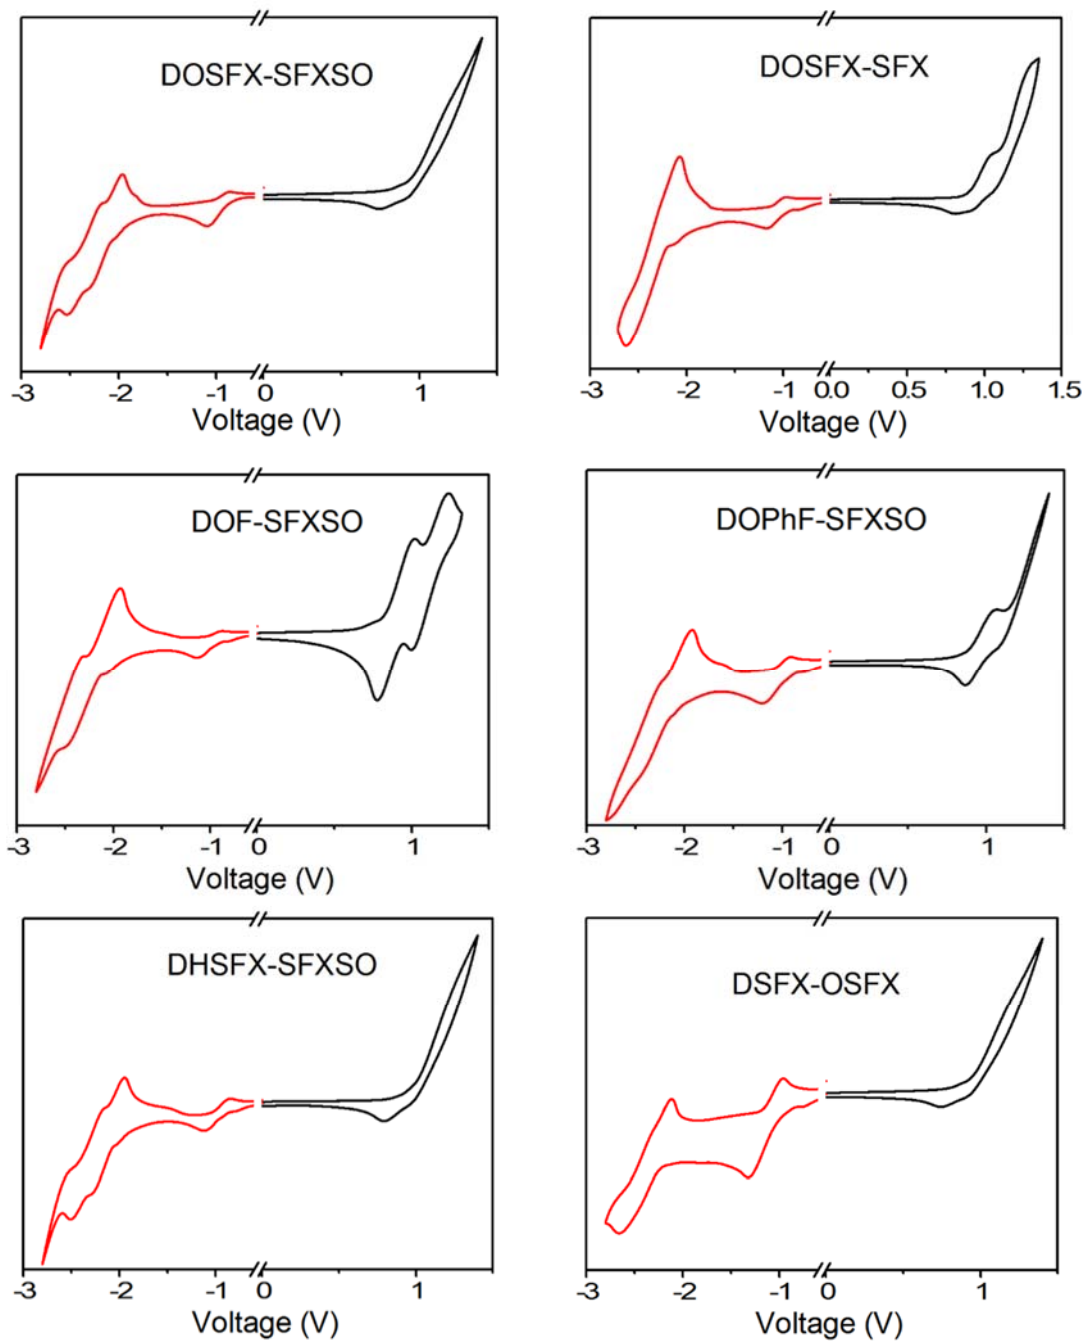 DOSFX-SFXSO
-3 -2 -1 0 1
Voltage (V)
DOSFX-SFX
-3 -2 -1 0.0 0.5 1.0 1.5
Voltage (V)
DOF-SFXSO
-3 -2 -1 0 1
Voltage (V)
DOPhF-SFXSO
-3 -2 -1 0 1
Voltage (V)
DHSFX-SFXSO
-3 -2 -1 0 1
Voltage (V)
DSFX-OSFX
-3 -2 -1 0 1
Voltage (V)